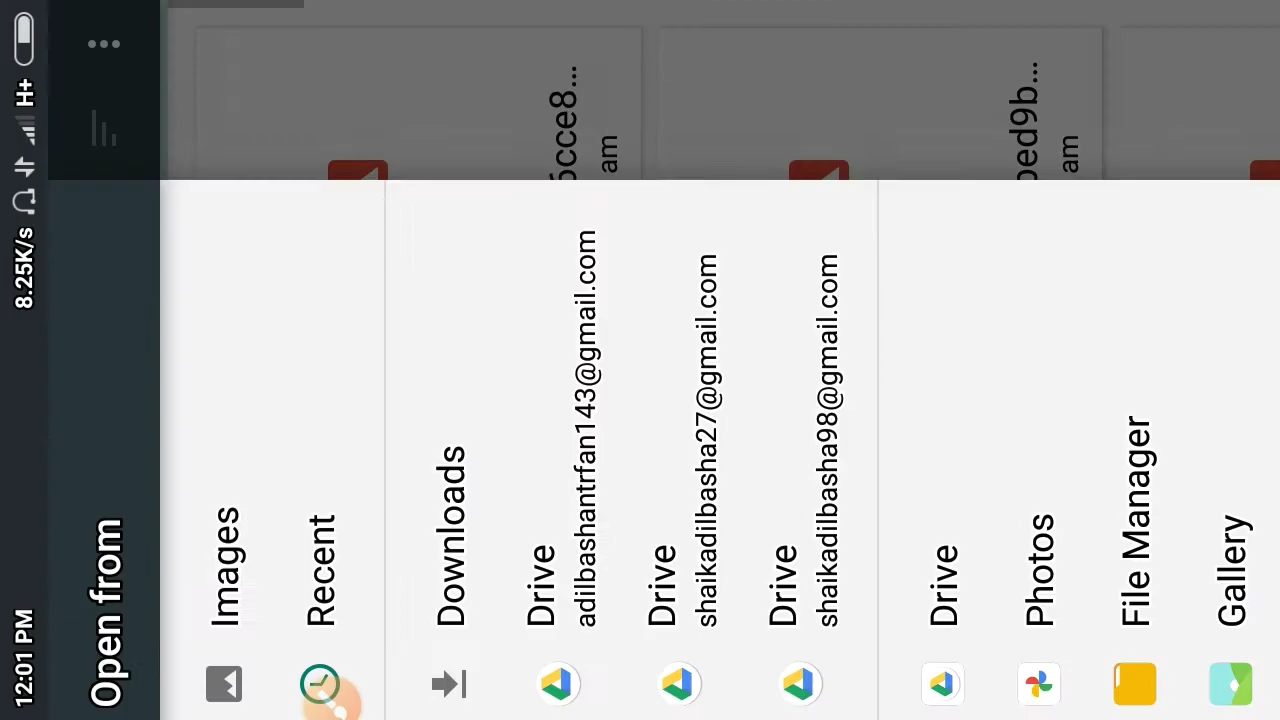 12:01 PM
8.25K/s
H+
Open from
Images
Recent
Downloads
Drive
adilbashantrfan143@gmail.com
Drive
shaikadilbasha27@gmail.com
Drive
shaikadilbasha98@gmail.com
Drive
Photos
File Manager
Gallery
am
am